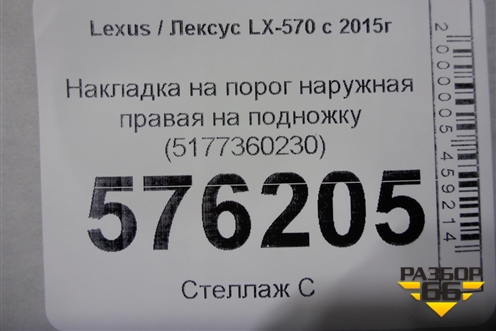 Lexus / Лексус LX-570 с 2015г
Накладка на порог наружная
правая на подножку
(5177360230)
576205
Стеллаж С
2000005459214
РАЗБОР
66